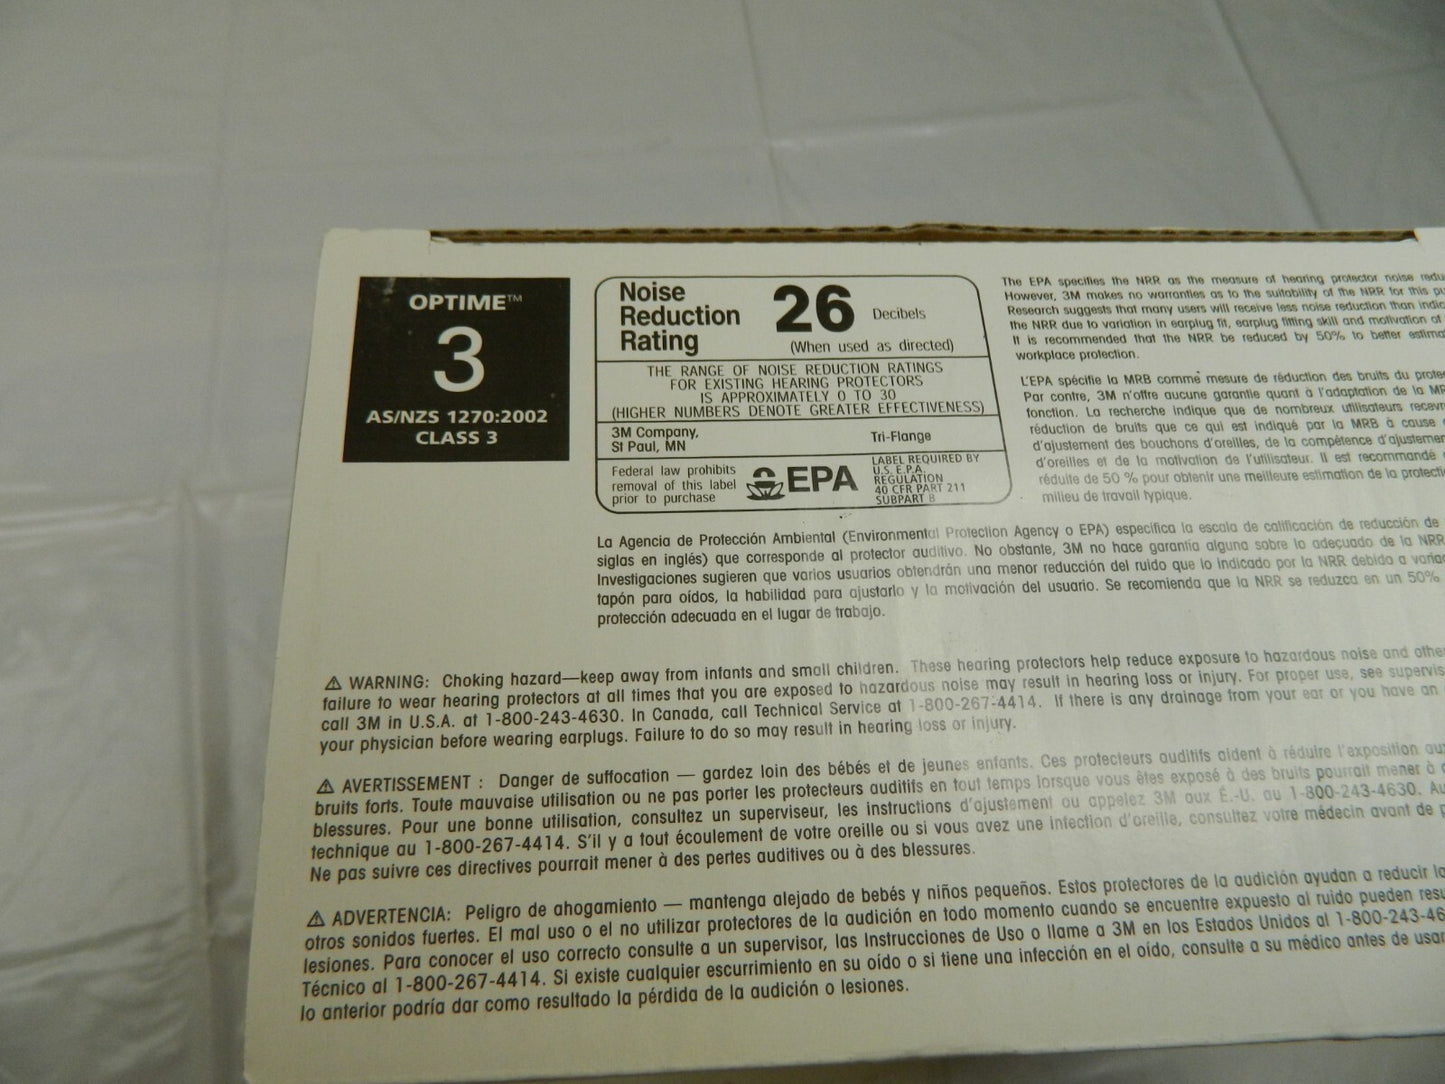 OPTIME™
3
AS/NZS 1270:2002
CLASS 3
Noise
Reduction
Rating
26 Decibels
(When used as directed)
THE RANGE OF NOISE REDUCTION RATINGS
FOR EXISTING HEARING PROTECTORS
IS APPROXIMATELY 0 TO 30
(HIGHER NUMBERS DENOTE GREATER EFFECTIVENESS)
3M Company,
St Paul, MN
Tri-Flange
Federal law prohibits
removal of this label
prior to purchase
EPA
LABEL REQUIRED BY
U.S. E.P.A.
REGULATION
40 CFR PART 211
SUBPART B
The EPA specifies the NRR as the measure of hearing protector noise
However, 3M makes no warranties as to the suitability of the NRR for this
Research suggests that many users will receive less noise reduction than
the NRR due to variation in earplug fit, earplug fitting skill and motivation of
It is recommended that the NRR be reduced by 50% to better
workplace protection.
L'EPA spécifie la MRB comme mesure de réduction des bruits du
Par contre, 3M n'offre aucune garantie quant à l'adaptation de la
fonction. La recherche indique que de nombreux utilisateurs
réduction de bruits que ce qui est indiqué par la MRB à cause
d'ajustement des bouchons d'oreilles, de la compétence
d'oreilles et de la motivation de l'utilisateur. Il est recommandé
réduite de 50 % pour obtenir une meilleure estimation de la
milieu de travail typique.
La Agencia de Protección Ambiental (Environmental Protection Agency o EPA) especifica la escala de calificación de reducción de
siglas en inglés) que corresponde al protector auditivo. No obstante, 3M no hace garantía alguna sobre lo adecuado de la NRR
Investigaciones sugieren que varios usuarios obtendrán una menor reducción del ruido que lo indicado por la NRR debido a
tapón para oídos, la habilidad para ajustarlo y la motivación del usuario. Se recomienda que la NRR se reduzca en un 50%
protección adecuada en el lugar de trabajo.
⚠ WARNING: Choking hazard—keep away from infants and small children. These hearing protectors help reduce exposure to hazardous noise and
failure to wear hearing protectors at all times that you are exposed to hazardous noise may result in hearing loss or injury. For proper use, see
call 3M in U.S.A. at 1-800-243-4630. In Canada, call Technical Service at 1-800-267-4414. If there is any drainage from your ear or you have an
your physician before wearing earplugs. Failure to do so may result in hearing loss or injury.
⚠ AVERTISSEMENT : Danger de suffocation — gardez loin des bébés et de jeunes enfants. Ces protecteurs auditifs aident à réduire l'exposition
bruits forts. Toute mauvaise utilisation ou ne pas porter les protecteurs auditifs en tout temps lorsque vous êtes exposé à des bruits pourrait mener à
blessures. Pour une bonne utilisation, consultez un superviseur, les instructions d'ajustement ou appelez 3M aux É.-U. au 1-800-243-4630.
technique au 1-800-267-4414. S'il y a tout écoulement de votre oreille ou si vous avez une infection d'oreille, consultez votre médecin avant de
Ne pas suivre ces directives pourrait mener à des pertes auditives ou à des blessures.
⚠ ADVERTENCIA: Peligro de ahogamiento — mantenga alejado de bebés y niños pequeños. Estos protectores de la audición ayudan a reducir
otros sonidos fuertes. El mal uso o el no utilizar protectores de la audición en todo momento cuando se encuentre expuesto al ruido pueden
lesiones. Para conocer el uso correcto consulte a un supervisor, las Instrucciones de Uso o llame a 3M en los Estados Unidos al
Técnico al 1-800-267-4414. Si existe cualquier escurrimiento en su oído o si tiene una infección en el oído, consulte a su médico antes de
lo anterior podría dar como resultado la pérdida de la audición o lesiones.